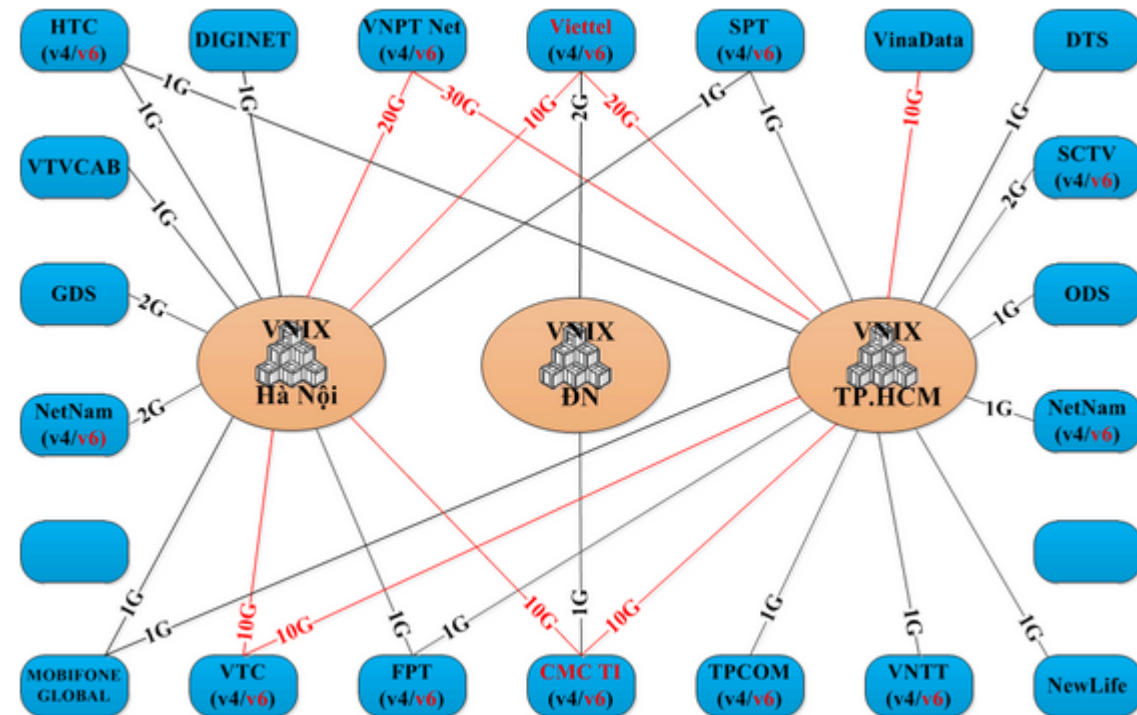 HTC
(v4/v6)
DIGINET
VNPT Net
(v4/v6)
Viettel
(v4/v6)
SPT
(v4/v6)
VinaData
DTS
1G
1G
1G
20G
30G
10G
2G
20G
1G
1G
10G
1G
VTVCAB
1G
SCTV
(v4/v6)
2G
GDS
2G
ODS
1G
VNIX
Hà Nội
VNIX
ĐN
VNIX
TP.HCM
NetNam
(v4/v6)
2G
NetNam
(v4/v6)
1G
1G
1G
10G
10G
1G
1G
10G
1G
10G
1G
1G
1G
MOBIFONE
GLOBAL
VTC
(v4/v6)
FPT
(v4/v6)
CMC TI
(v4/v6)
TPCOM
(v4/v6)
VNTT
(v4/v6)
NewLife